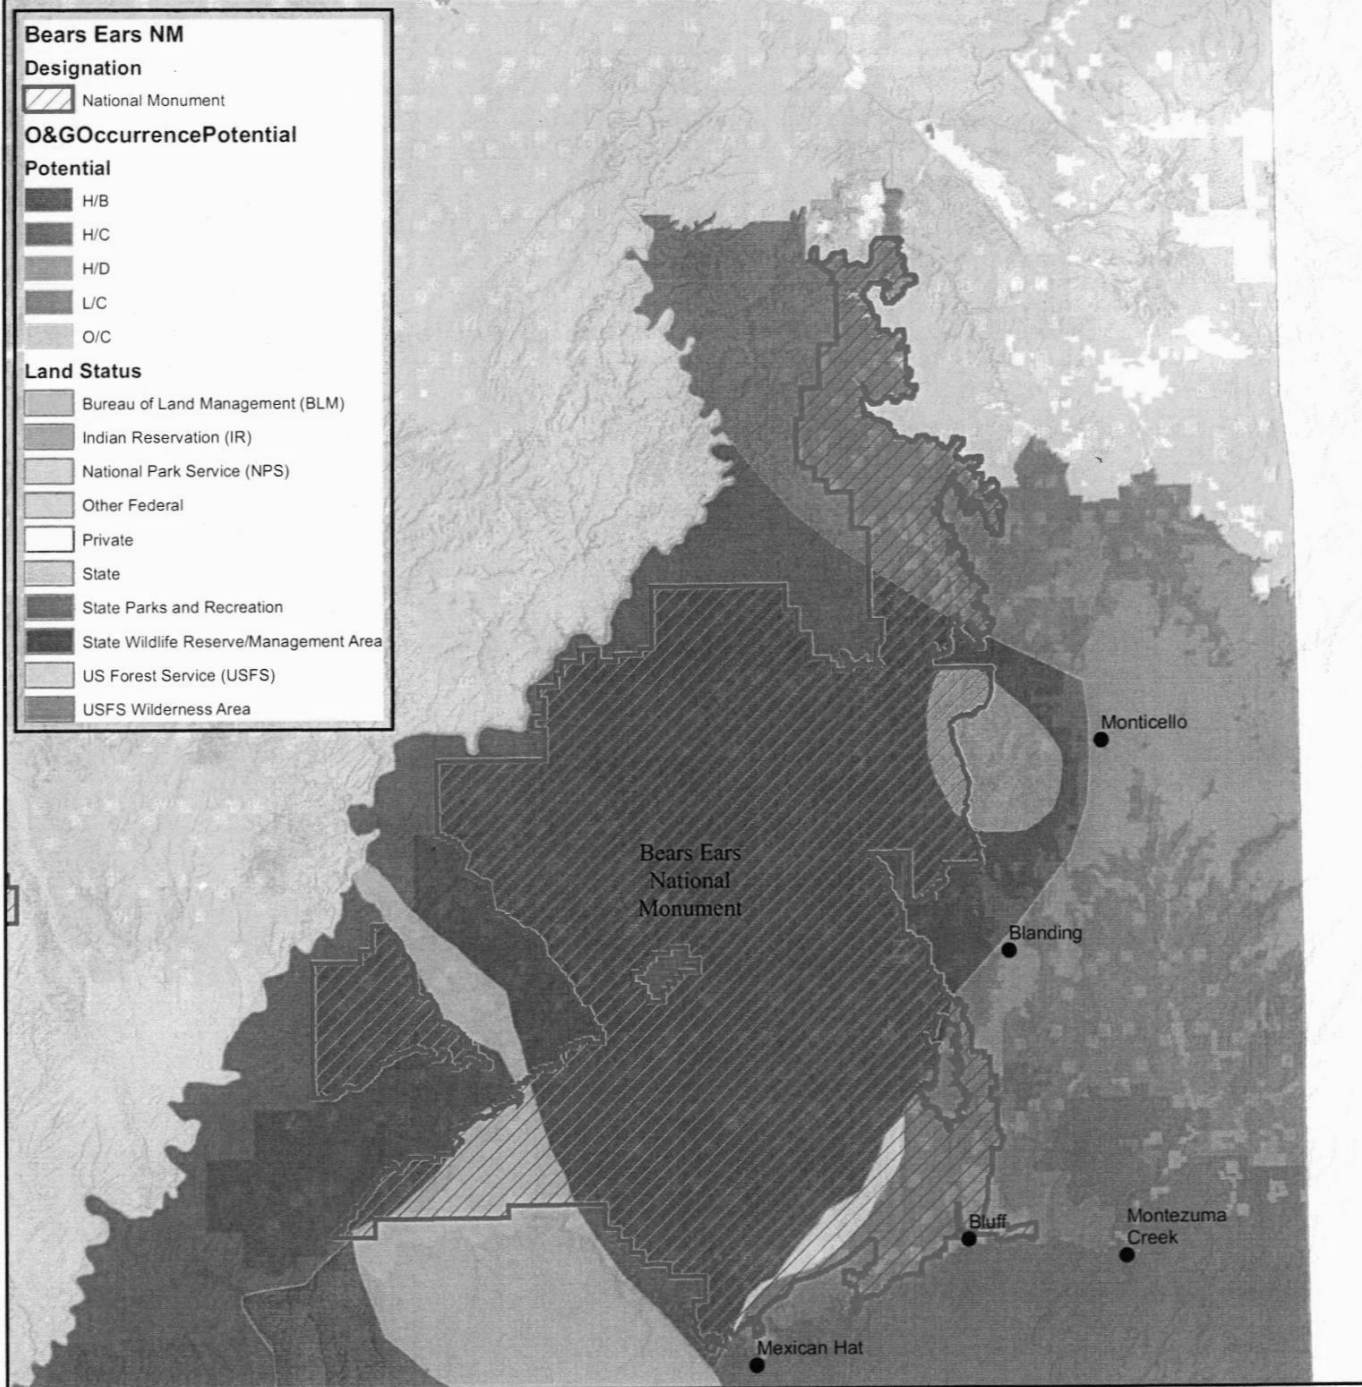 Bears Ears NM
Designation
National Monument
O&GOccurrencePotential
Potential
H/B
H/C
H/D
L/C
O/C
Land Status
Bureau of Land Management (BLM)
Indian Reservation (IR)
National Park Service (NPS)
Other Federal
Private
State
State Parks and Recreation
State Wildlife Reserve/Management Area
US Forest Service (USFS)
USFS Wilderness Area
Monticello
Bears Ears
National
Monument
Blanding
Bluff
Montezuma
Creek
Mexican Hat